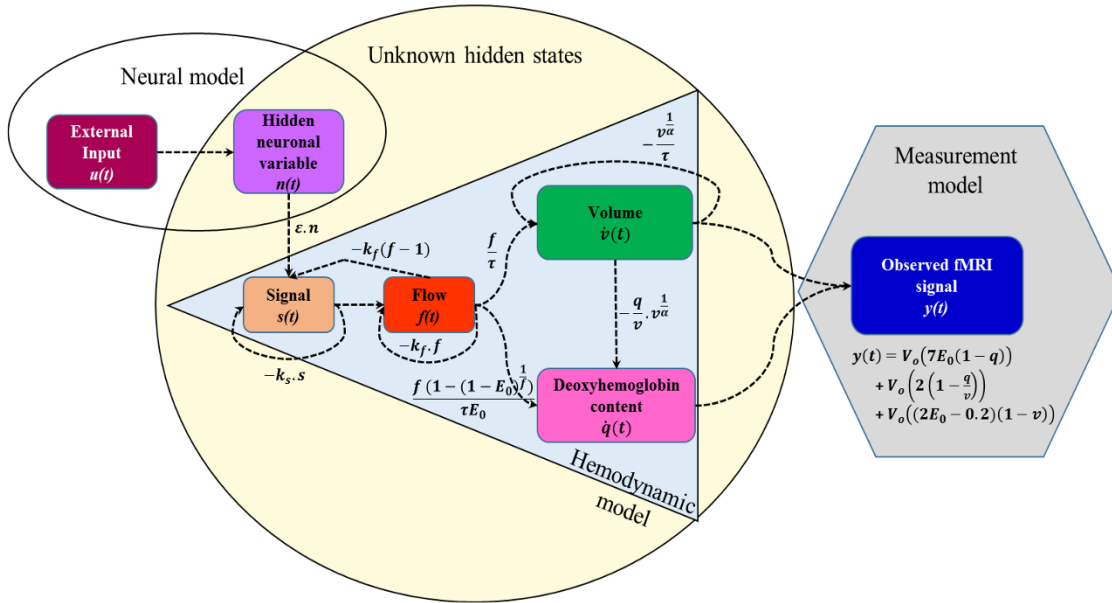 Unknown hidden states
Neural model
External
Input
u(t)
Hidden
neuronal
variable
n(t)
ε.n
−k_f(f−1)
Signal
s(t)
−k_s.s
Flow
f(t)
−k_f.f
f/τ
f(1−(1−E_0)^{1/f})/τE_0
−v^{1/α}/τ
Volume
v̇(t)
−q/v.v^{1/α}
Deoxyhemoglobin
content
q̇(t)
Hemodynamic
model
Measurement
model
Observed fMRI
signal
y(t)
y(t) = V_o(7E_0(1−q))
+ V_o(2(1−q/v))
+ V_o((2E_0−0.2)(1−v))